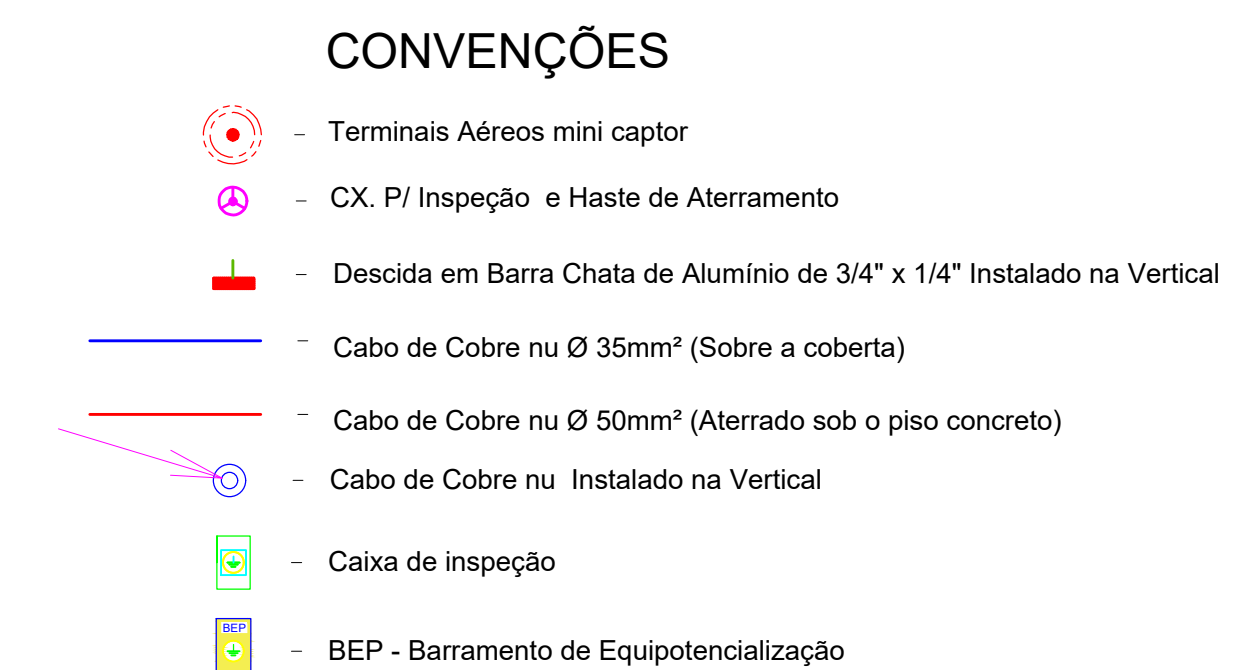 CONVENÇÕES
– Terminais Aéreos mini captor
– CX. P/ Inspeção e Haste de Aterramento
– Descida em Barra Chata de Alumínio de 3/4" x 1/4" Instalado na Vertical
– Cabo de Cobre nu Ø 35mm² (Sobre a coberta)
– Cabo de Cobre nu Ø 50mm² (Aterrado sob o piso concreto)
– Cabo de Cobre nu Instalado na Vertical
– Caixa de inspeção
BEP
– BEP - Barramento de Equipotencialização